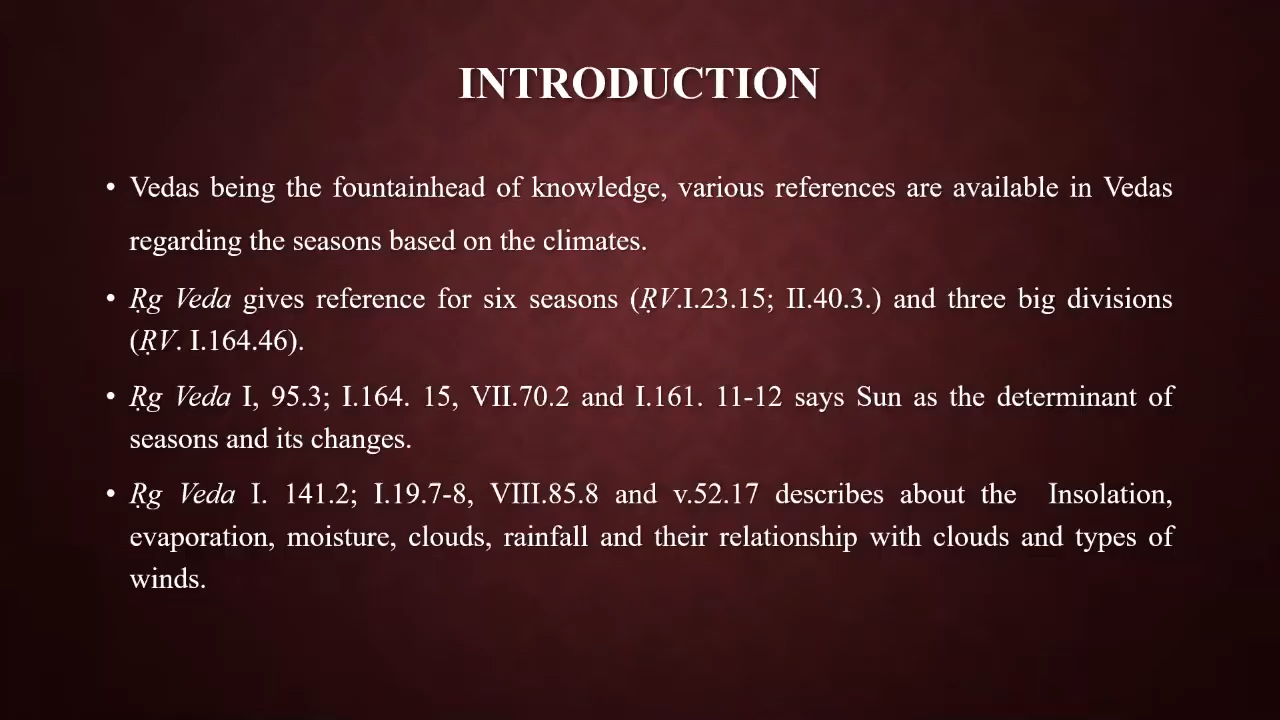 INTRODUCTION
• Vedas being the fountainhead of knowledge, various references are available in Vedas
regarding the seasons based on the climates.
• Ṛg Veda gives reference for six seasons (ṚV.I.23.15; II.40.3.) and three big divisions
(ṚV. I.164.46).
• Ṛg Veda I, 95.3; I.164. 15, VII.70.2 and I.161. 11-12 says Sun as the determinant of
seasons and its changes.
• Ṛg Veda I. 141.2; I.19.7-8, VIII.85.8 and v.52.17 describes about the Insolation,
evaporation, moisture, clouds, rainfall and their relationship with clouds and types of
winds.